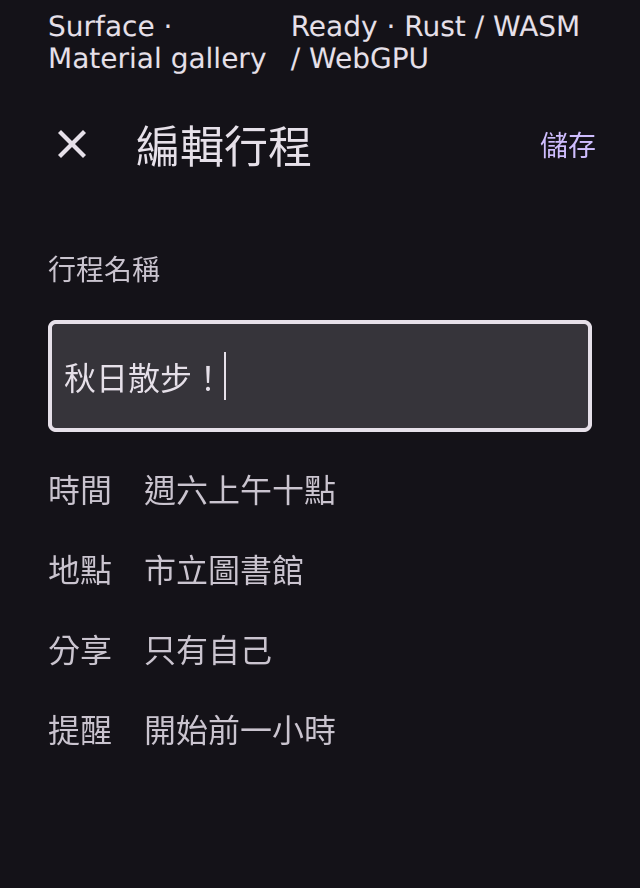 Surface ·
Material gallery
Ready · Rust / WASM
/ WebGPU
編輯行程
儲存
行程名稱
秋日散步！
時間 週六上午十點
地點 市立圖書館
分享 只有自己
提醒 開始前一小時